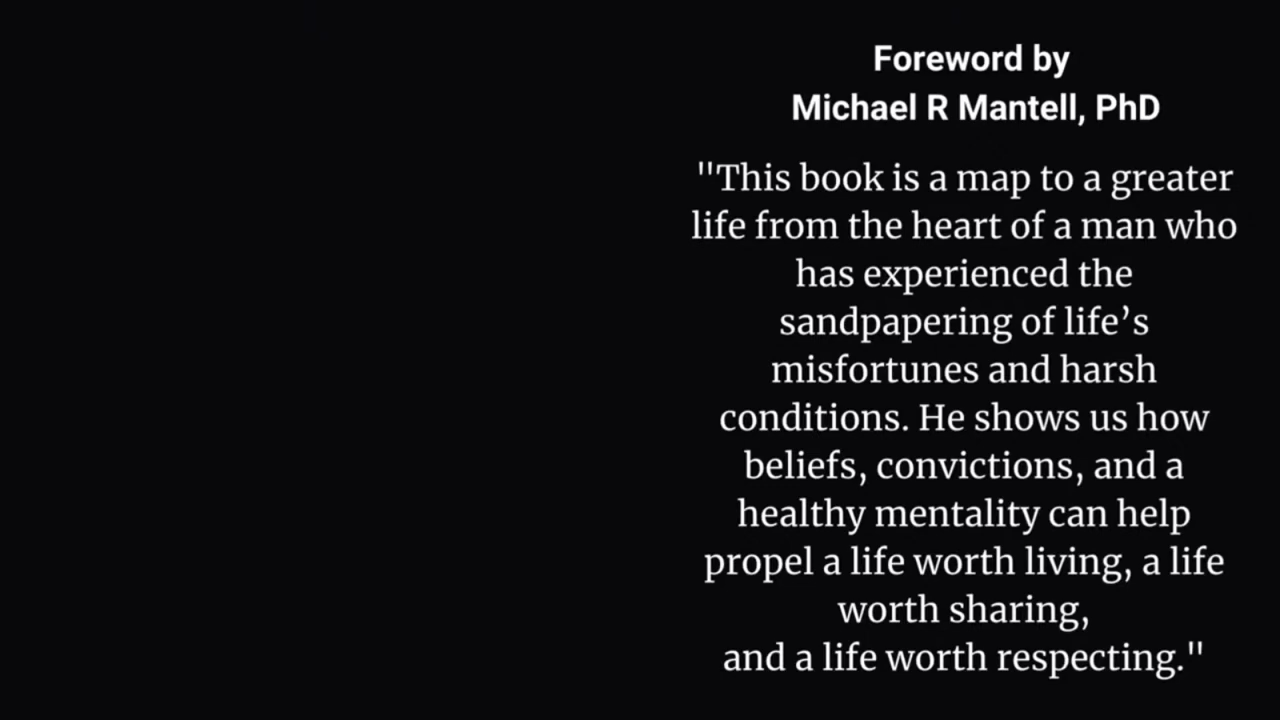 Foreword by
Michael R Mantell, PhD
"This book is a map to a greater
life from the heart of a man who
has experienced the
sandpapering of life’s
misfortunes and harsh
conditions. He shows us how
beliefs, convictions, and a
healthy mentality can help
propel a life worth living, a life
worth sharing,
and a life worth respecting."